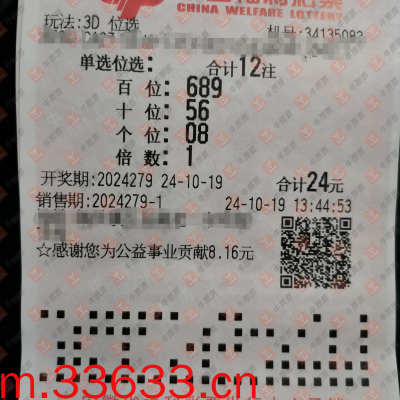 CHINA WELFARE LOTTERY
玩法:3D 位选
机号:34135093
单选位选: 合计12注
百 位:689
十 位:56
个 位:08
倍 数:1
开奖期:2024279 24-10-19 合计24元
销售期:2024279-1 24-10-19 13:44:53
☆感谢您为公益事业贡献8.16元
m.33633.cn